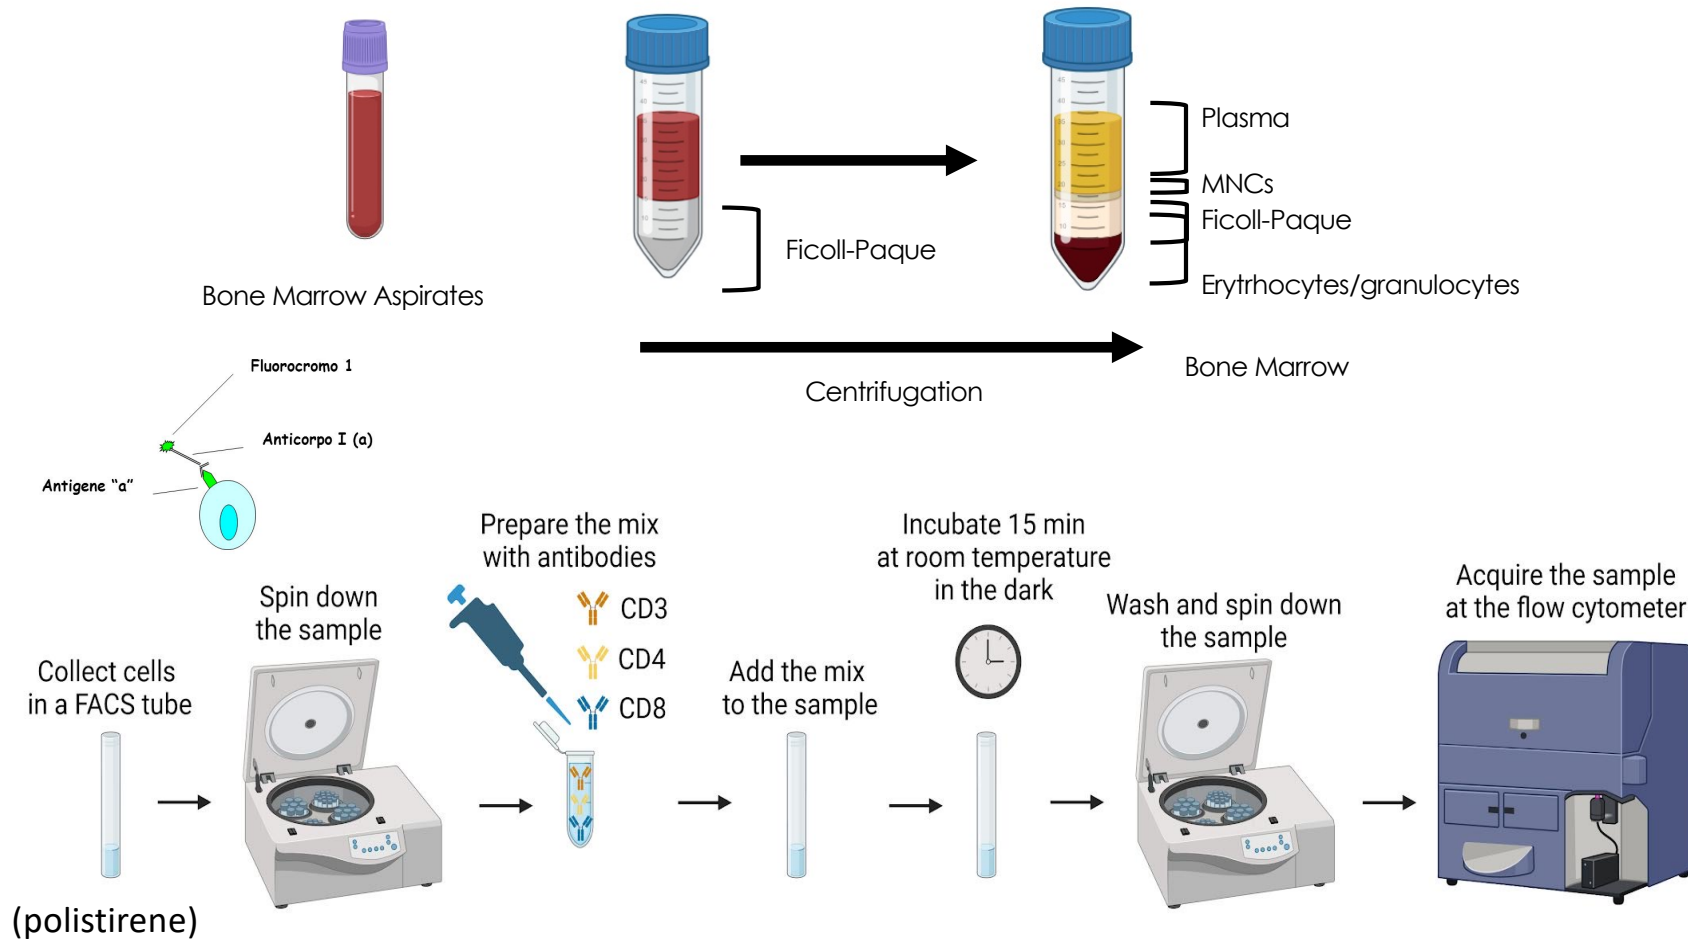 Plasma
MNCs
Ficoll-Paque
Ficoll-Paque
Erytrhocytes/granulocytes
Bone Marrow Aspirates
Bone Marrow
Centrifugation
Fluorocromo 1
Anticorpo I (a)
Antigene “a”
Collect cells
in a FACS tube
(polistirene)
Spin down
the sample
Prepare the mix
with antibodies
CD3
CD4
CD8
Add the mix
to the sample
Incubate 15 min
at room temperature
in the dark
Wash and spin down
the sample
Acquire the sample
at the flow cytometer